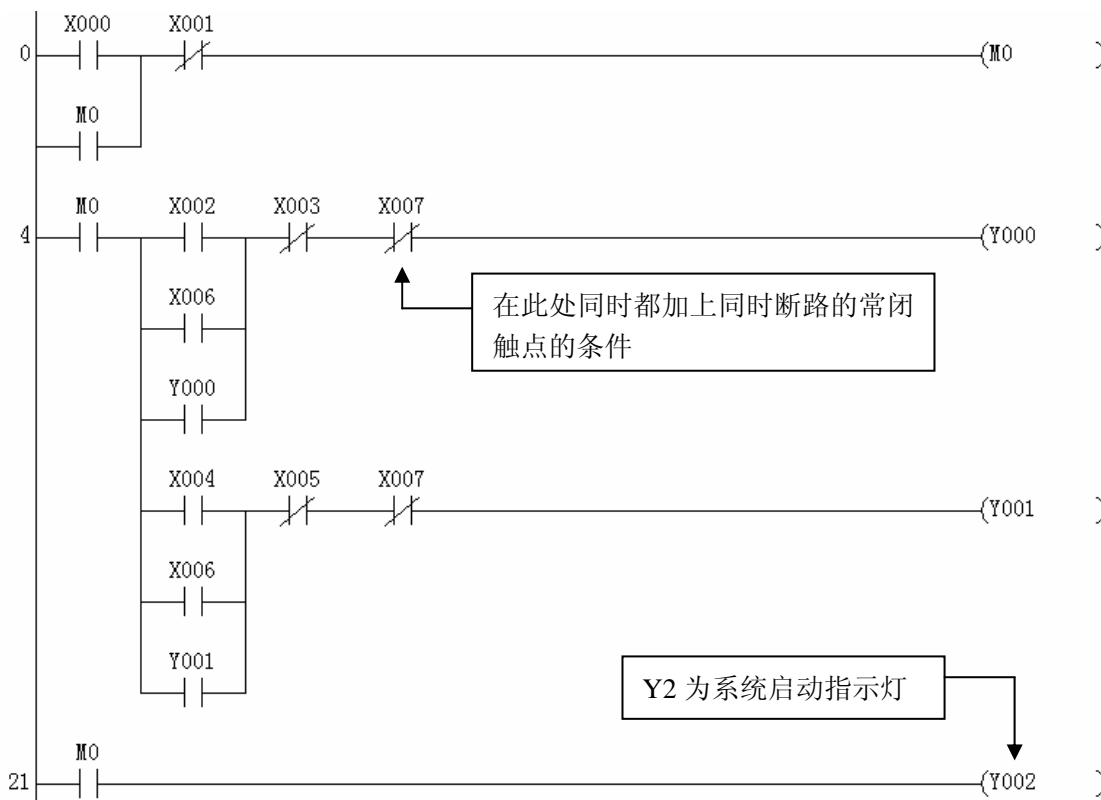 X000 X001
0 (M0 )
M0
M0 X002 X003 X007
4 (Y000 )
在此处同时都加上同时断路的常闭
触点的条件
X006
Y000
X004 X005 X007
(Y001 )
X006
Y001
Y2 为系统启动指示灯
M0
21 (Y002 )